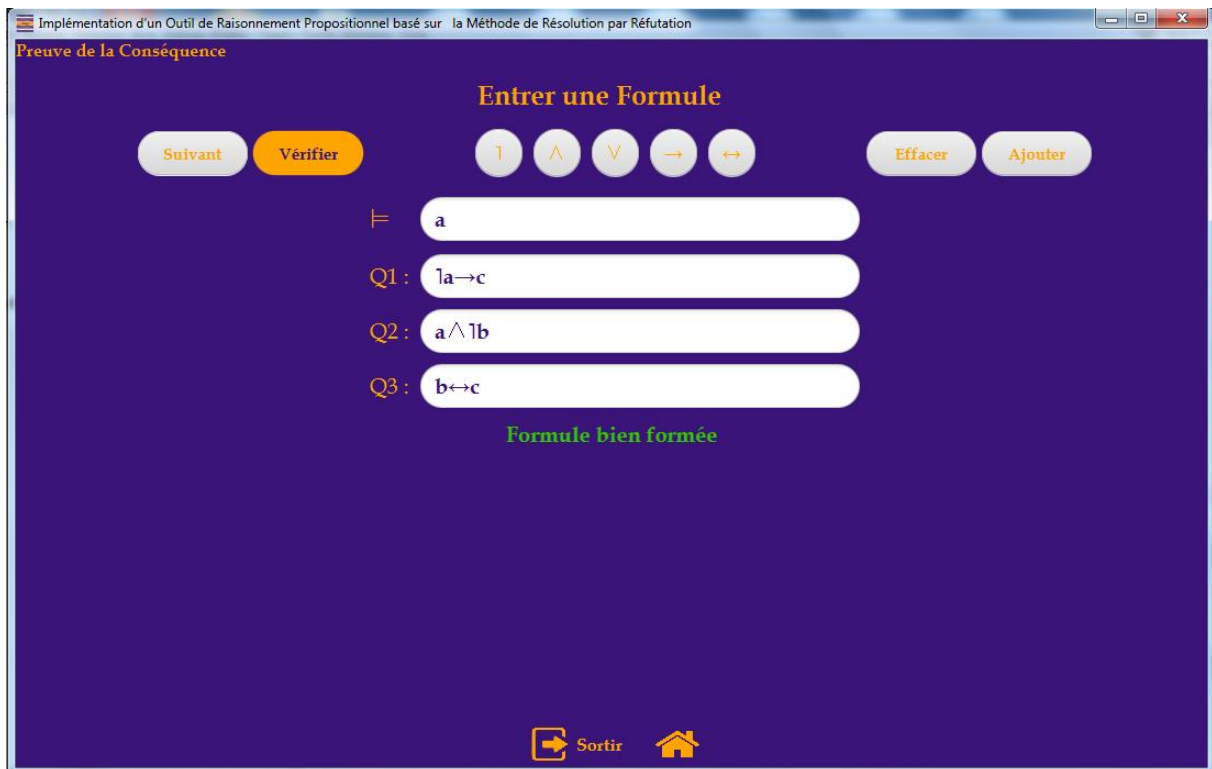 Implémentation d'un Outil de Raisonnement Propositionnel basé sur la Méthode de Résolution par Réfutation
Preuve de la Conséquence
Entrer une Formule
Suivant Vérifier ˥ ∧ ∨ → ↔ Effacer Ajouter
⊨ a
Q1 : ˥a→c
Q2 : a∧˥b
Q3 : b↔c
Formule bien formée
Sortir